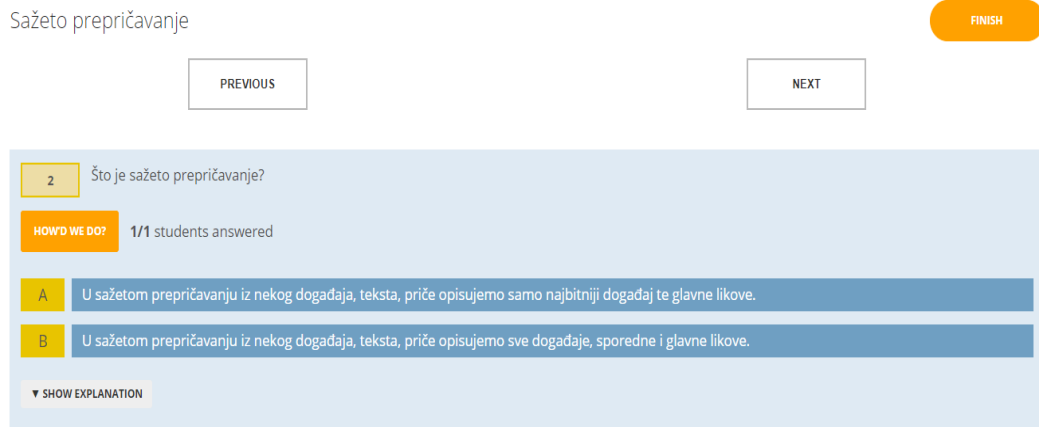 Sažeto prepričavanje
FINISH
PREVIOUS
NEXT
2
Što je sažeto prepričavanje?
HOW'D WE DO?
1/1 students answered
A
U sažetom prepričavanju iz nekog događaja, teksta, priče opisujemo samo najbitniji događaj te glavne likove.
B
U sažetom prepričavanju iz nekog događaja, teksta, priče opisujemo sve događaje, sporedne i glavne likove.
▼ SHOW EXPLANATION